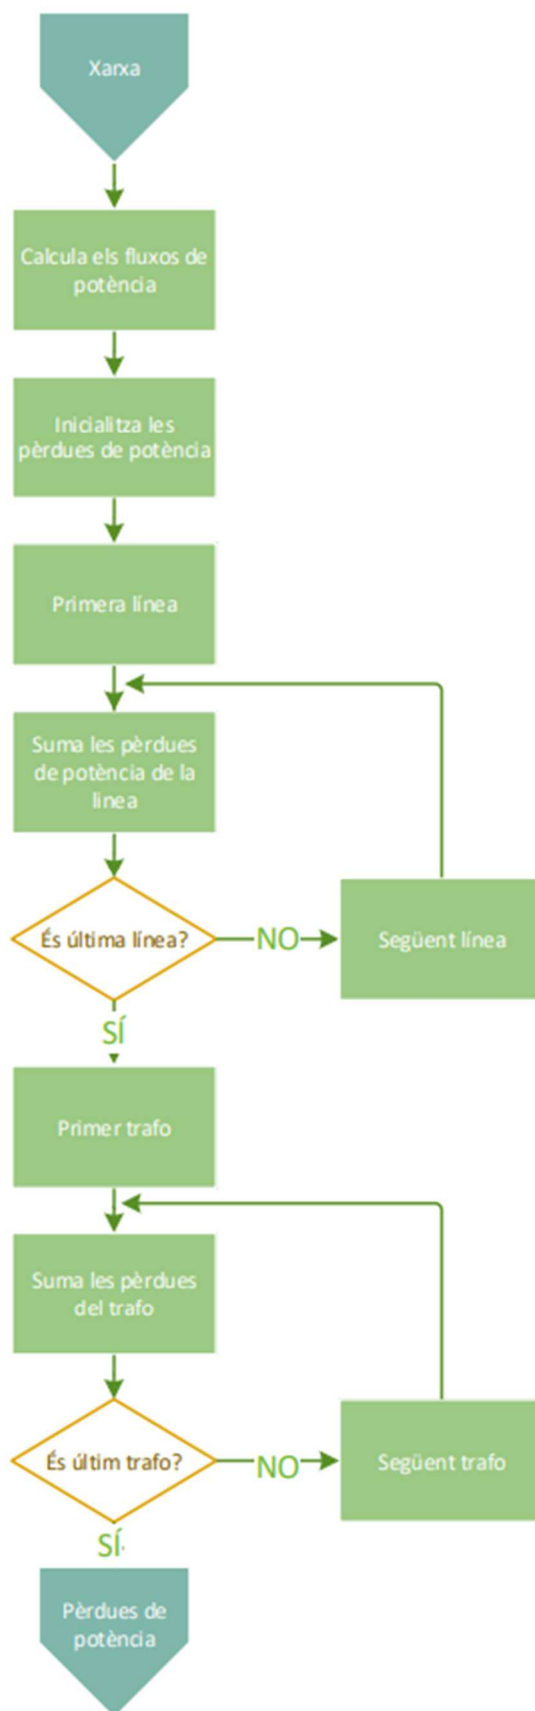 Xarxa
Calcula els fluxos de
potència
Inicialitza les
pèrdues de potència
Primera línea
Suma les pèrdues
de potència de la
linea
És última línea?
NO
Següent línea
SÍ
Primer trafo
Suma les pèrdues
del trafo
És últim trafo?
NO
Següent trafo
SÍ
Pèrdues de
potència